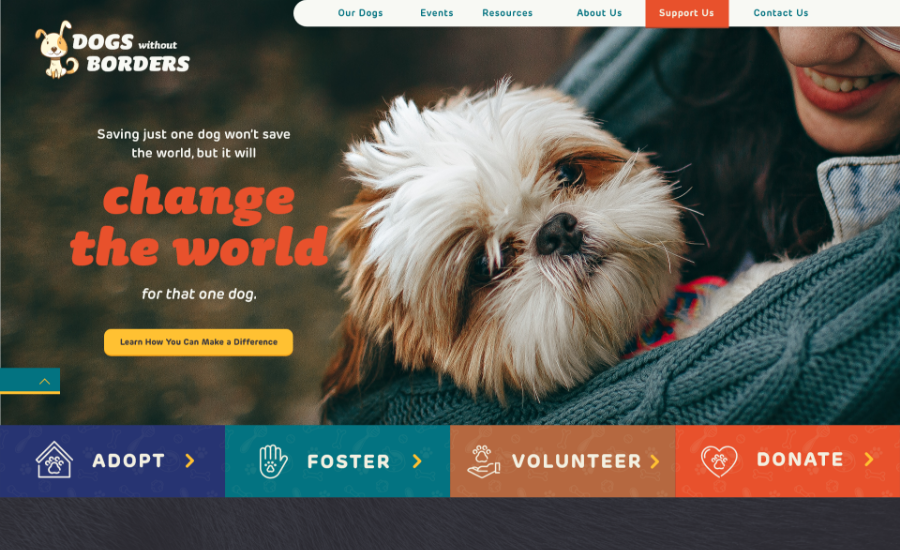 Our Dogs Events Resources About Us Support Us Contact Us
DOGS without
BORDERS
Saving just one dog won't save
the world, but it will
change
the world
for that one dog.
Learn How You Can Make a Difference
ADOPT FOSTER VOLUNTEER DONATE